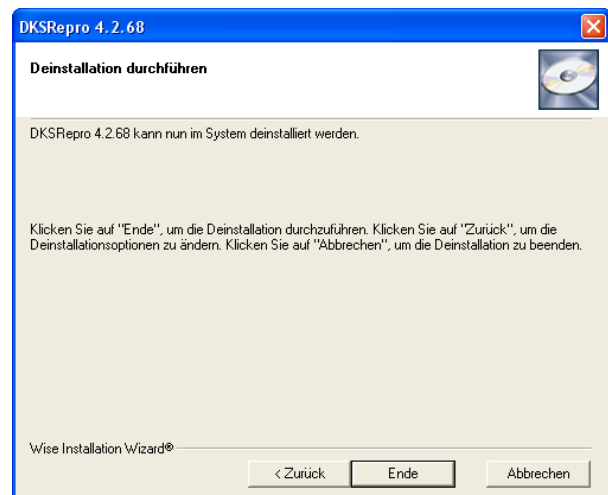 DKSRepro 4.2.68
Deinstallation durchführen
DKSRepro 4.2.68 kann nun im System deinstalliert werden.
Klicken Sie auf "Ende", um die Deinstallation durchzuführen. Klicken Sie auf "Zurück", um die
Deinstallationsoptionen zu ändern. Klicken Sie auf "Abbrechen", um die Deinstallation zu beenden.
Wise Installation Wizard®
< Zurück
Ende
Abbrechen